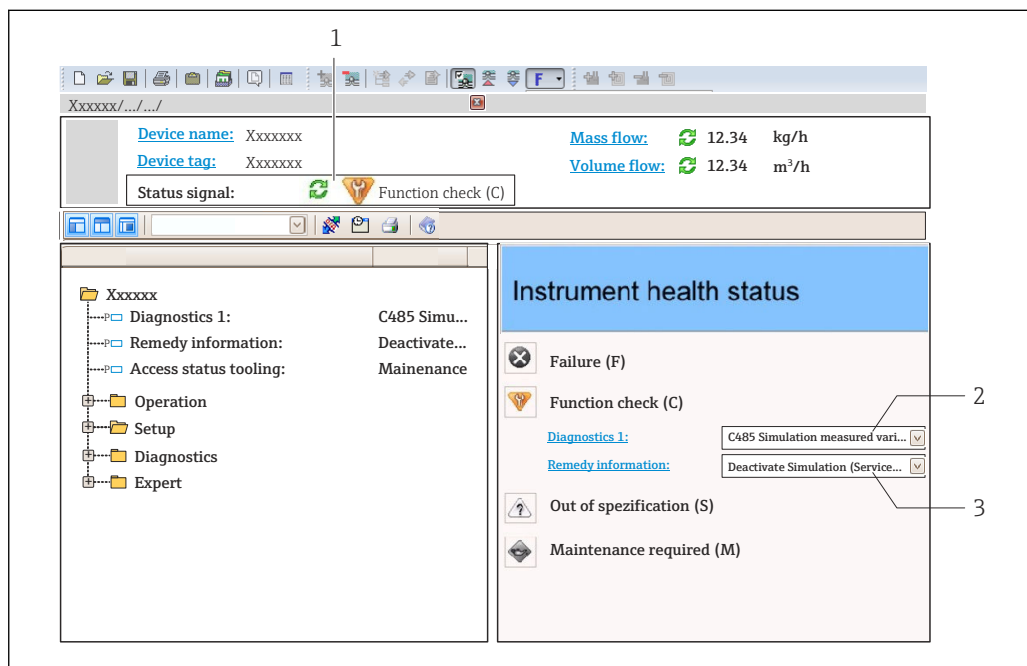 1
F
Xxxxxx/.../.../
Device name: Xxxxxxx
Mass flow: 12.34 kg/h
Device tag: Xxxxxxx
Volume flow: 12.34 m³/h
Status signal: Function check (C)
Xxxxxx
Diagnostics 1: C485 Simu...
Remedy information: Deactivate...
Access status tooling: Mainenance
Operation
Setup
Diagnostics
Expert
Instrument health status
Failure (F)
Function check (C)
2
Diagnostics 1: C485 Simulation measured vari...
Remedy information: Deactivate Simulation (Service...
3
Out of spezification (S)
Maintenance required (M)